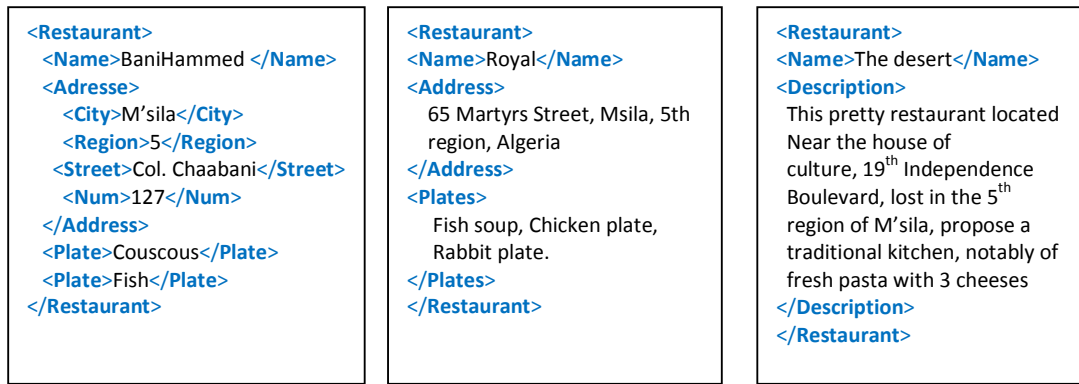 <Restaurant>
<Name>BaniHammed </Name>
<Adresse>
<City>M’sila</City>
<Region>5</Region>
<Street>Col. Chaabani</Street>
<Num>127</Num>
</Address>
<Plate>Couscous</Plate>
<Plate>Fish</Plate>
</Restaurant>
<Restaurant>
<Name>Royal</Name>
<Address>
65 Martyrs Street, Msila, 5th
region, Algeria
</Address>
<Plates>
Fish soup, Chicken plate,
Rabbit plate.
</Plates>
</Restaurant>
<Restaurant>
<Name>The desert</Name>
<Description>
This pretty restaurant located
Near the house of
culture, 19th Independence
Boulevard, lost in the 5th
region of M’sila, propose a
traditional kitchen, notably of
fresh pasta with 3 cheeses
</Description>
</Restaurant>